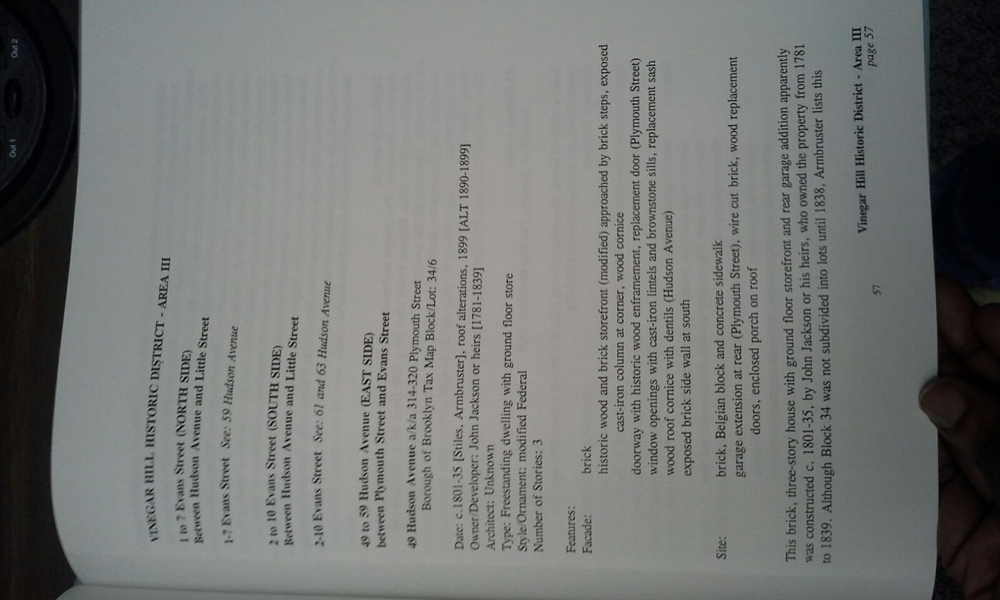 VINEGAR HILL HISTORIC DISTRICT - AREA III
1 to 7 Evans Street (NORTH SIDE)
Between Hudson Avenue and Little Street
1-7 Evans Street See: 59 Hudson Avenue
2 to 10 Evans Street (SOUTH SIDE)
Between Hudson Avenue and Little Street
2-10 Evans Street See: 61 and 63 Hudson Avenue
49 to 59 Hudson Avenue (EAST SIDE)
between Plymouth Street and Evans Street
49 Hudson Avenue a/k/a 314-320 Plymouth Street
Borough of Brooklyn Tax Map Block/Lot: 34/6
Date: c.1801-35 [Stiles, Armbruster], roof alterations, 1899 [ALT 1890-1899]
Owner/Developer: John Jackson or heirs [1781-1839]
Architect: Unknown
Type: Freestanding dwelling with ground floor store
Style/Ornament: modified Federal
Number of Stories: 3
Features:
Facade: brick
historic wood and brick storefront (modified) approached by brick steps, exposed
cast-iron column at corner, wood cornice
doorway with historic wood enframement, replacement door (Plymouth Street)
window openings with cast-iron lintels and brownstone sills, replacement sash
wood roof cornice with dentils (Hudson Avenue)
exposed brick side wall at south
Site: brick, Belgian block and concrete sidewalk
garage extension at rear (Plymouth Street), wire cut brick, wood replacement
doors, enclosed porch on roof
This brick, three-story house with ground floor storefront and rear garage addition apparently
was constructed c. 1801-35, by John Jackson or his heirs, who owned the property from 1781
to 1839. Although Block 34 was not subdivided into lots until 1838, Armbruster lists this
Vinegar Hill Historic District - Area III
page 57
57
Out 1
Out 2